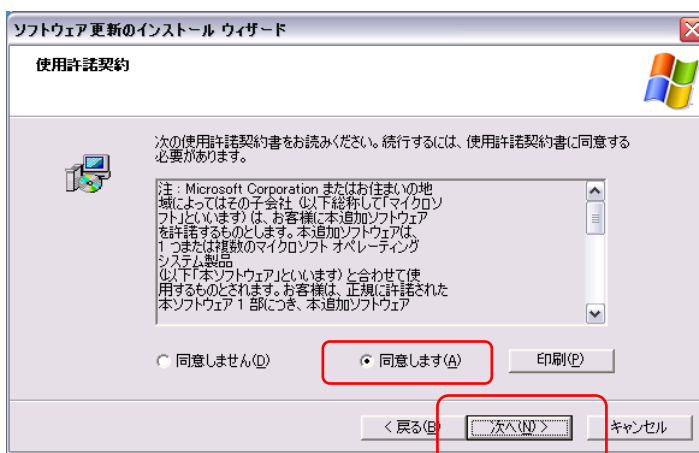 ソフトウェア更新のインストール ウィザード
使用許諾契約
次の使用許諾契約書をお読みください。続行するには、使用許諾契約書に同意する
必要があります。
注 : Microsoft Corporation またはお住まいの地
域によってはその子会社 (以下総称して「マイクロソ
フト」といいます) は、お客様に本追加ソフトウェア
を許諾するものとします。本追加ソフトウェアは、
1 つまたは複数のマイクロソフト オペレーティング
システム製品
(以下「本ソフトウェア」といいます) と合わせて使
用するものとされます。お客様は、正規に許諾された
本ソフトウェア 1 部につき、本追加ソフトウェア
同意しません(D) 同意します(A) 印刷(P)
< 戻る(B) 次へ(N) > キャンセル